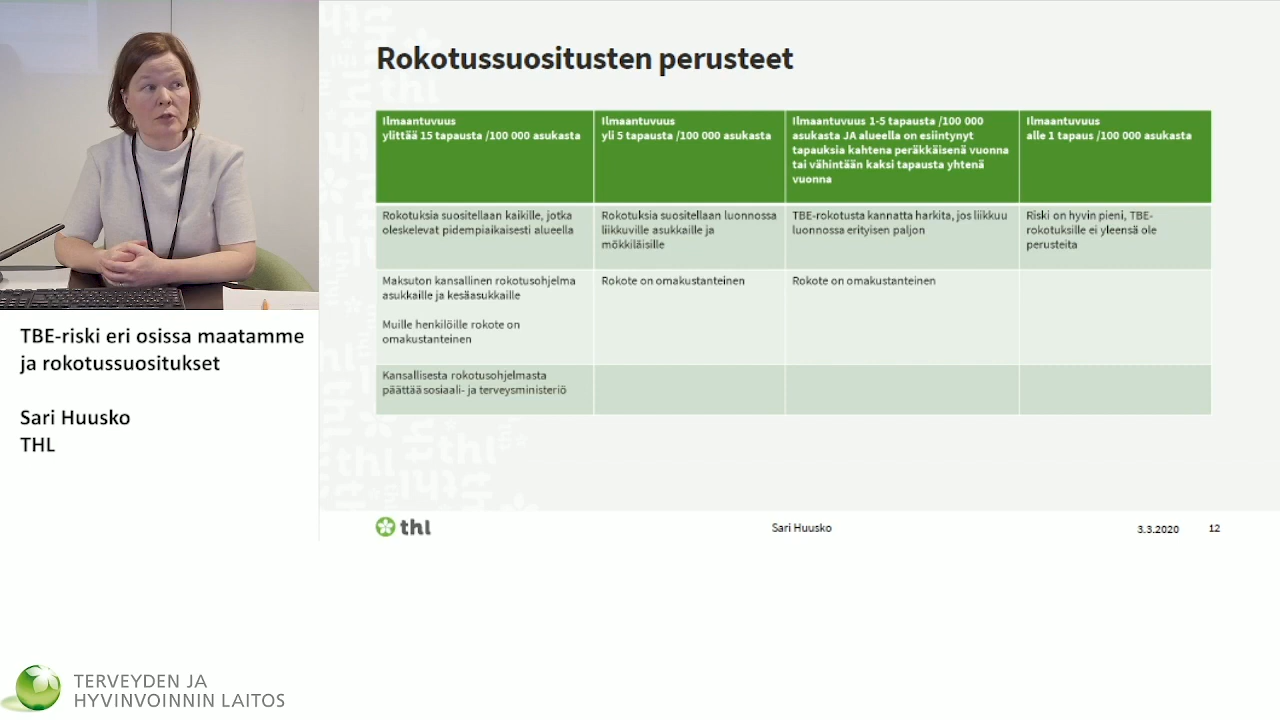 Rokotussuositusten perusteet
Ilmaantuvuus
ylittää 15 tapausta /100 000 asukasta
Ilmaantuvuus
yli 5 tapausta /100 000 asukasta
Ilmaantuvuus 1-5 tapausta /100 000
asukasta JA alueella on esiintynyt
tapauksia kahtena peräkkäisenä vuonna
tai vähintään kaksi tapausta yhtenä
vuonna
Ilmaantuvuus
alle 1 tapaus /100 000 asukasta
Rokotuksia suositellaan kaikille, jotka
oleskelevat pidempiaikaisesti alueella
Rokotuksia suositellaan luonnossa
liikkuville asukkaille ja
mökkiläisille
TBE-rokotusta kannatta harkita, jos liikkuu
luonnossa erityisen paljon
Riski on hyvin pieni, TBE-
rokotuksille ei yleensä ole
perusteita
Maksuton kansallinen rokotusohjelma
asukkaille ja kesäasukkaille
Muille henkilöille rokote on
omakustanteinen
Rokote on omakustanteinen
Rokote on omakustanteinen
Kansallisesta rokotusohjelmasta
päättää sosiaali- ja terveysministeriö
thl
Sari Huusko
3.3.2020
12
TBE-riski eri osissa maatamme
ja rokotussuositukset
Sari Huusko
THL
TERVEYDEN JA
HYVINVOINNIN LAITOS